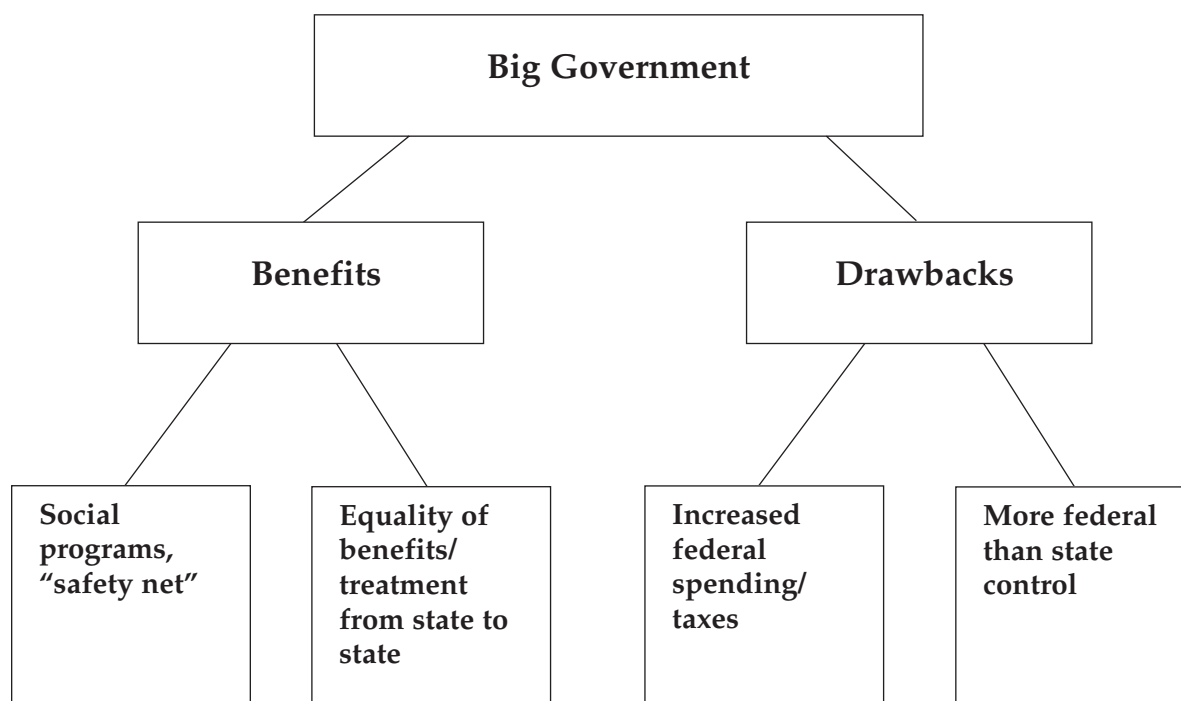 Big Government
Benefits
Drawbacks
Social
programs,
“safety net”
Equality of
benefits/
treatment
from state to
state
Increased
federal
spending/
taxes
More federal
than state
control